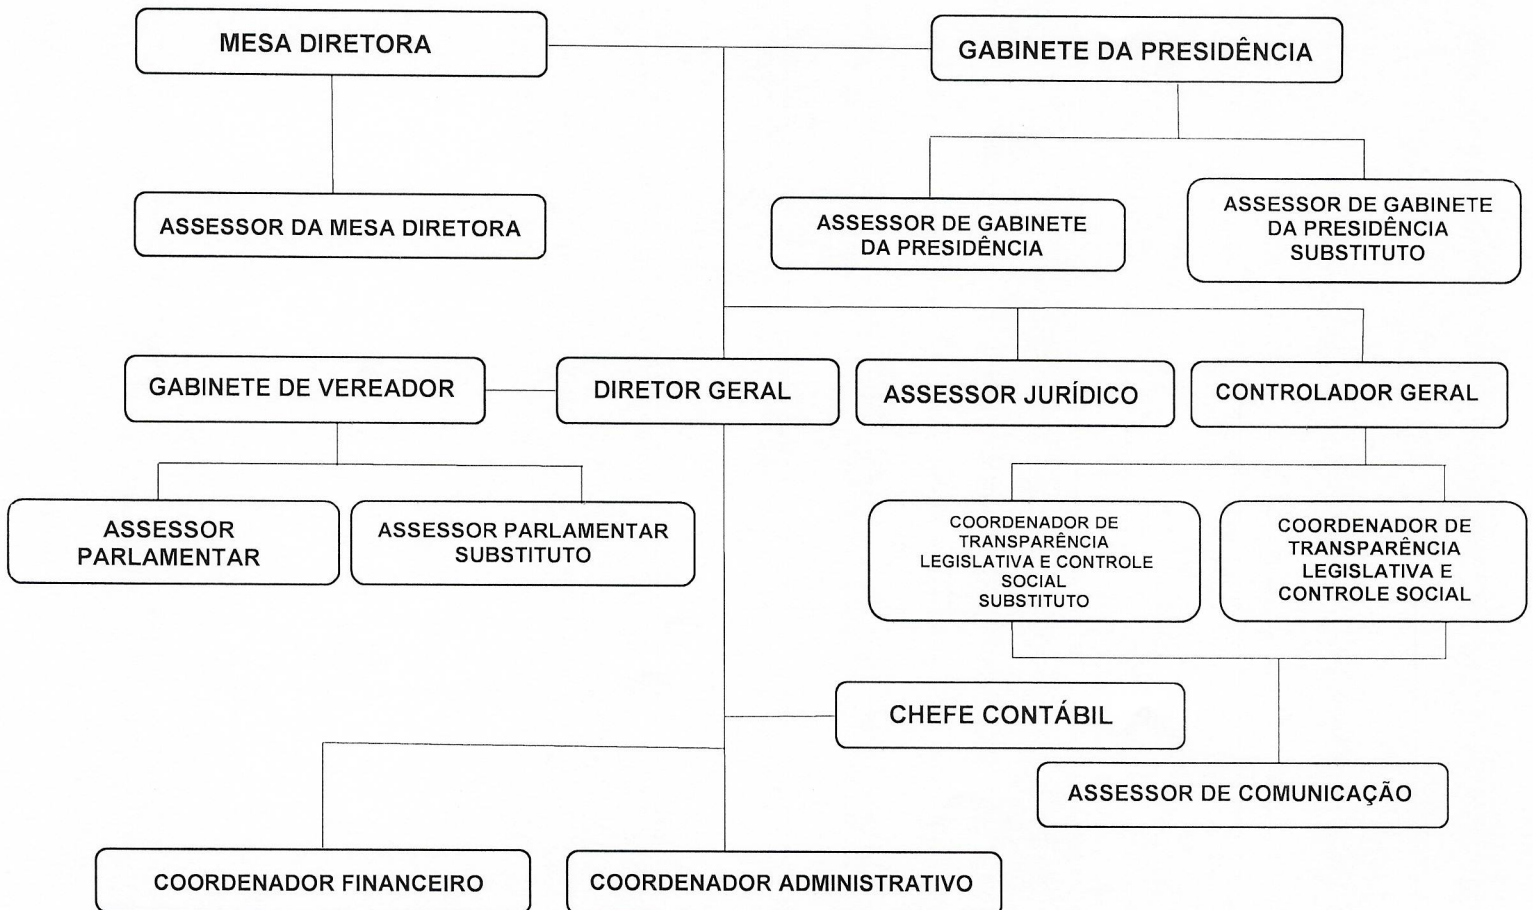 MESA DIRETORA
GABINETE DA PRESIDÊNCIA
ASSESSOR DA MESA DIRETORA
ASSESSOR DE GABINETE
DA PRESIDÊNCIA
ASSESSOR DE GABINETE
DA PRESIDÊNCIA
SUBSTITUTO
GABINETE DE VEREADOR
DIRETOR GERAL
ASSESSOR JURÍDICO
CONTROLADOR GERAL
ASSESSOR
PARLAMENTAR
ASSESSOR PARLAMENTAR
SUBSTITUTO
COORDENADOR DE
TRANSPARÊNCIA
LEGISLATIVA E CONTROLE
SOCIAL
SUBSTITUTO
COORDENADOR DE
TRANSPARÊNCIA
LEGISLATIVA E
CONTROLE SOCIAL
CHEFE CONTÁBIL
ASSESSOR DE COMUNICAÇÃO
COORDENADOR FINANCEIRO
COORDENADOR ADMINISTRATIVO